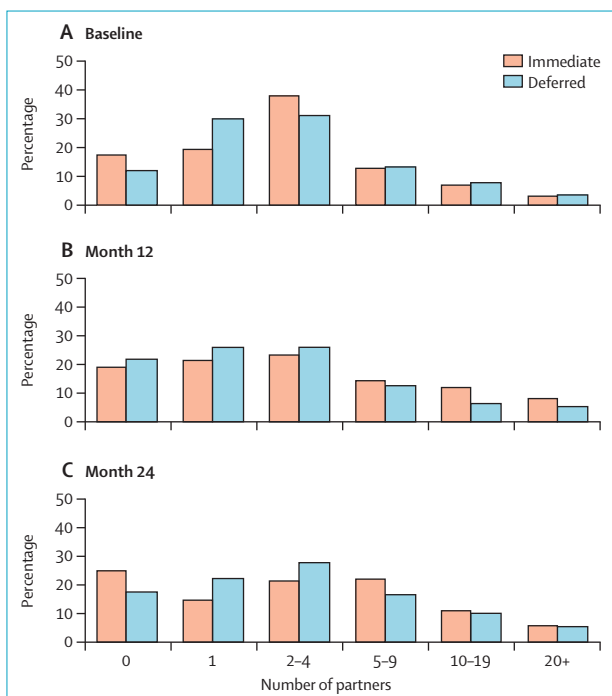 A Baseline
Immediate
Deferred
50
40
30
20
10
0
Percentage
B Month 12
50
40
30
20
10
0
Percentage
C Month 24
50
40
30
20
10
0
Percentage
0 1 2–4 5–9 10–19 20+
Number of partners